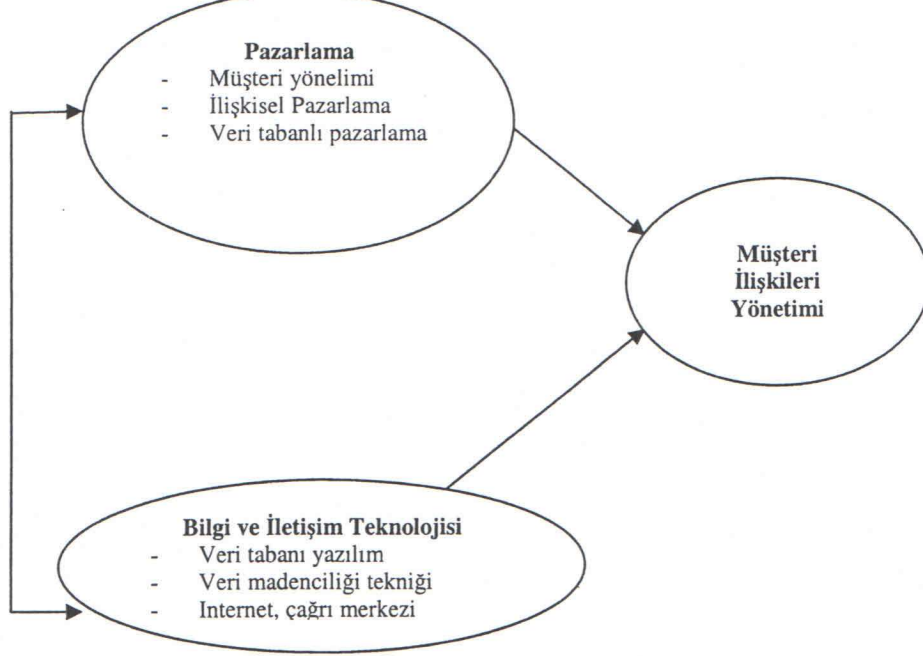 Pazarlama
- Müşteri yönelimi
- İlişkisel Pazarlama
- Veri tabanlı pazarlama
Müşteri
İlişkileri
Yönetimi
Bilgi ve İletişim Teknolojisi
- Veri tabanı yazılım
- Veri madenciliği tekniği
- Internet, çağrı merkezi